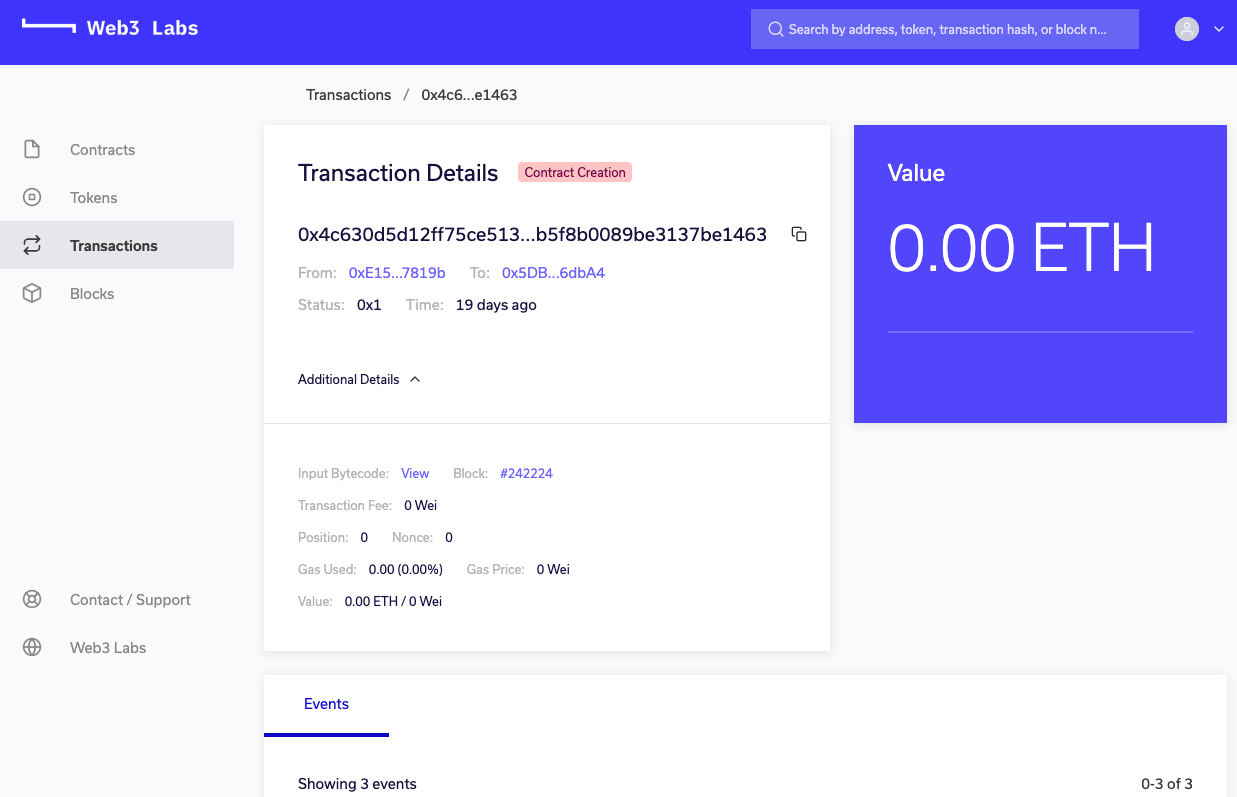 Web3 Labs
Search by address, token, transaction hash, or block n...
Transactions / 0x4c6...e1463
Contracts
Tokens
Transactions
Blocks
Contact / Support
Web3 Labs
Transaction Details Contract Creation
0x4c630d5d12ff75ce513...b5f8b0089be3137be1463
From: 0xE15...7819b To: 0x5DB...6dbA4
Status: 0x1 Time: 19 days ago
Additional Details
Input Bytecode: View Block: #242224
Transaction Fee: 0 Wei
Position: 0 Nonce: 0
Gas Used: 0.00 (0.00%) Gas Price: 0 Wei
Value: 0.00 ETH / 0 Wei
Value
0.00 ETH
Events
Showing 3 events 0-3 of 3